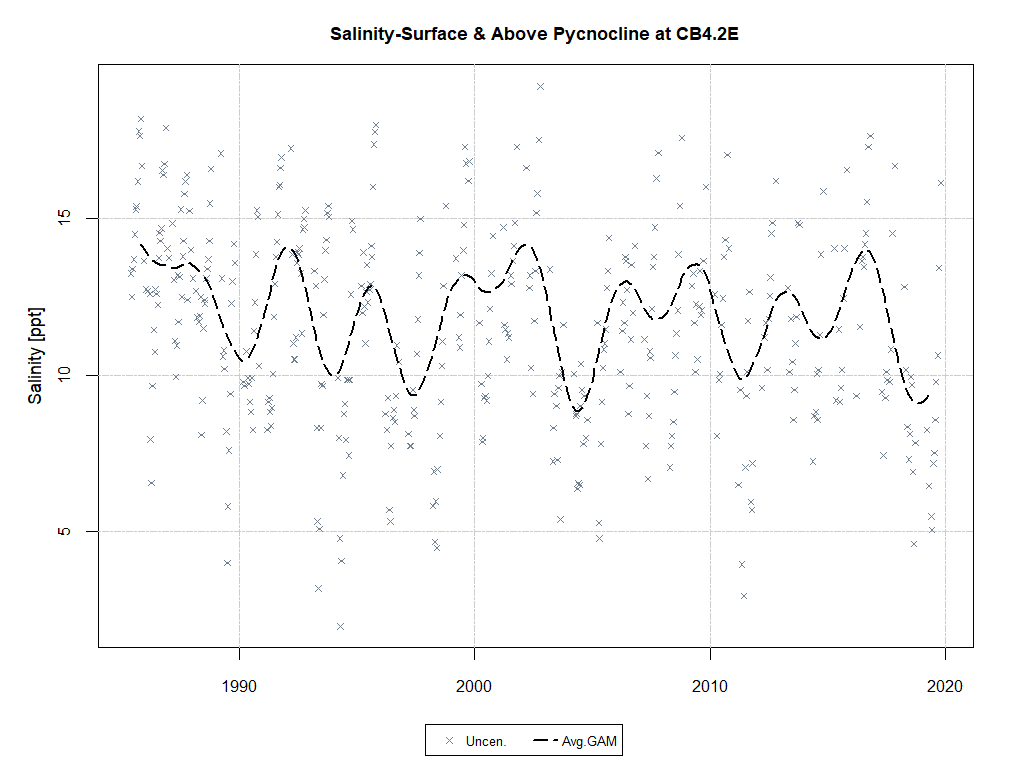 Salinity-Surface & Above Pycnocline at CB4.2E
Salinity [ppt]
15
10
5
1990 2000 2010 2020
Uncen. Avg.GAM